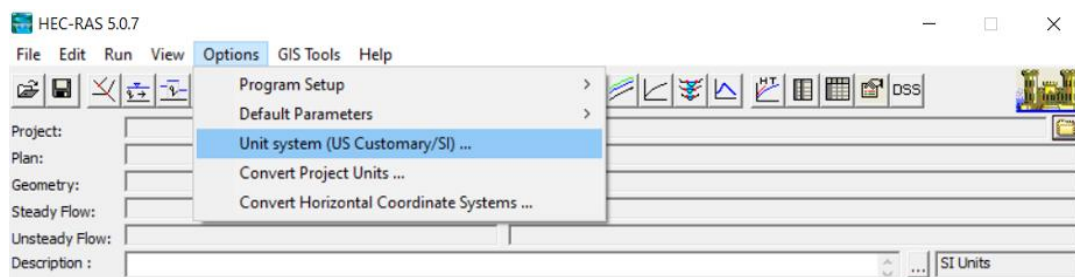 HEC-RAS 5.0.7
File Edit Run View Options GIS Tools Help
Program Setup
HT
DSS
Default Parameters
Project:
Unit system (US Customary/SI) ...
Plan:
Convert Project Units ...
Geometry:
Convert Horizontal Coordinate Systems ...
Steady Flow:
Unsteady Flow:
Description :
... SI Units